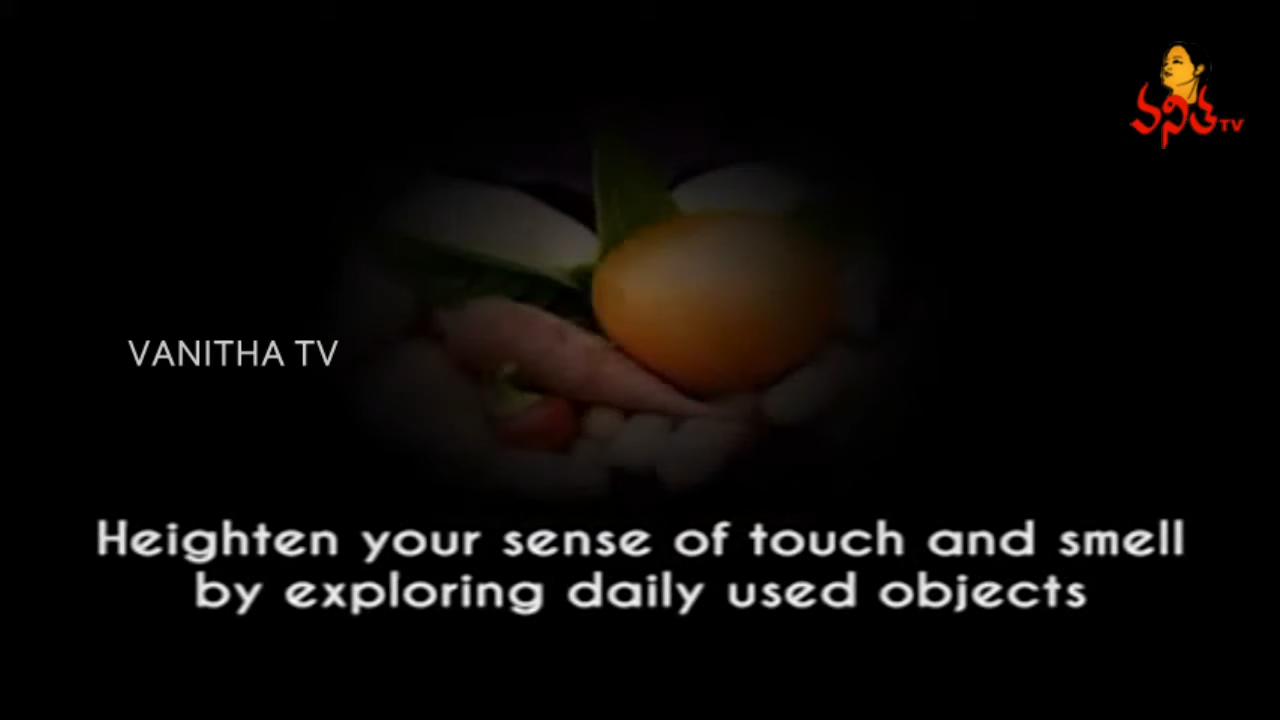 వనిత TV
VANITHA TV
Heighten your sense of touch and smell
by exploring daily used objects